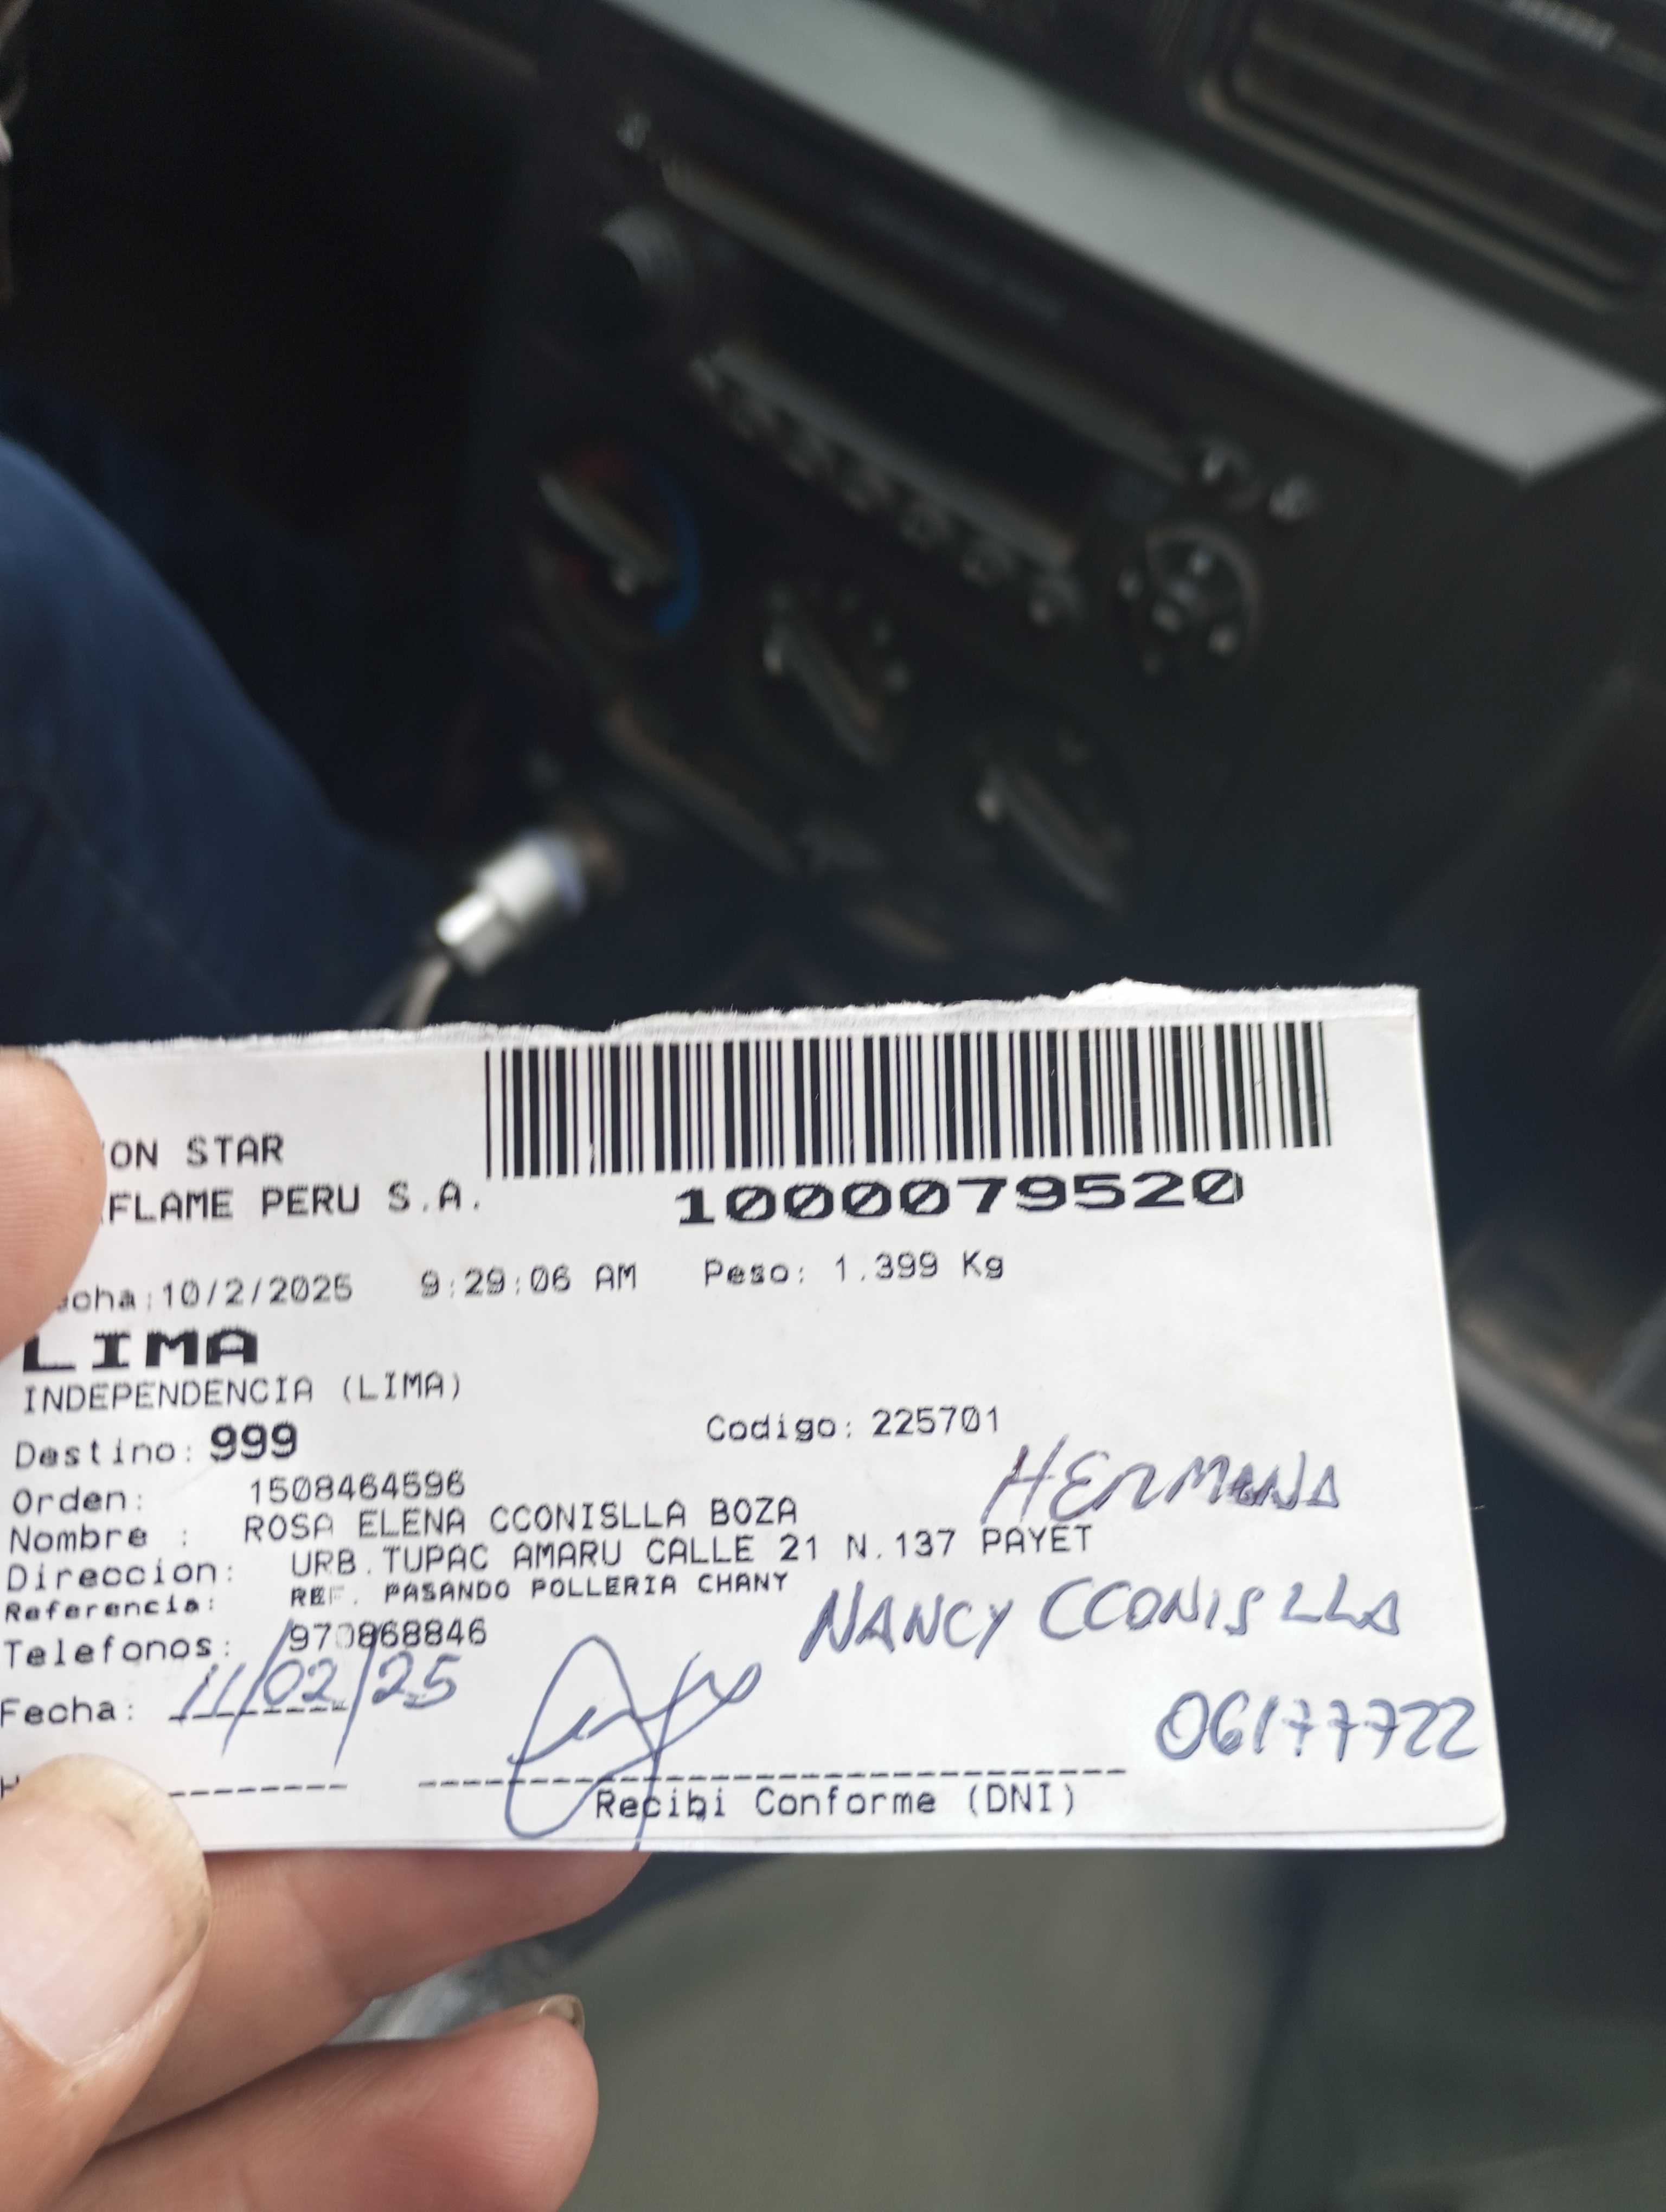 ON STAR
FLAME PERU S.A.
1000079520
cha:10/2/2025 9:29:06 AM Peso: 1.399 Kg
LIMA
INDEPENDENCIA (LIMA)
Destino: 999
Codigo: 225701
Orden: 1508464596
HERMANA
Nombre : ROSA ELENA CCONISLLA BOZA
Direccion: URB.TUPAC AMARU CALLE 21 N.137 PAYET
Referencia: REF. PASANDO POLLERIA CHANY
NANCY CCONISLLA
Telefonos: 970868846
Fecha: 11/02/25
06177722
Recibi Conforme (DNI)